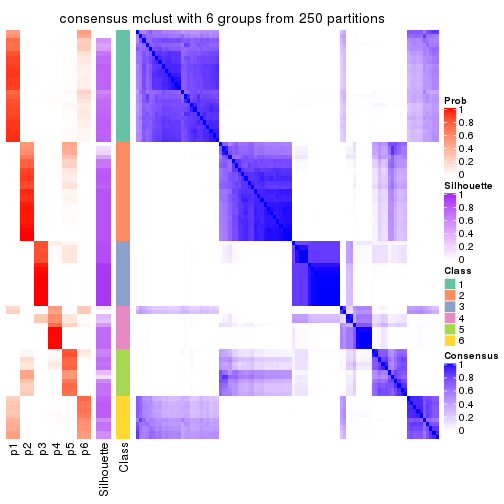 consensus mclust with 6 groups from 250 partitions
Prob
1
0.8
0.6
0.4
0.2
0
Silhouette
1
0.8
0.6
0.4
0.2
0
Class
1
2
3
4
5
6
Consensus
1
0.8
0.6
0.4
0.2
0
p1
p2
p3
p4
p5
p6
Silhouette
Class